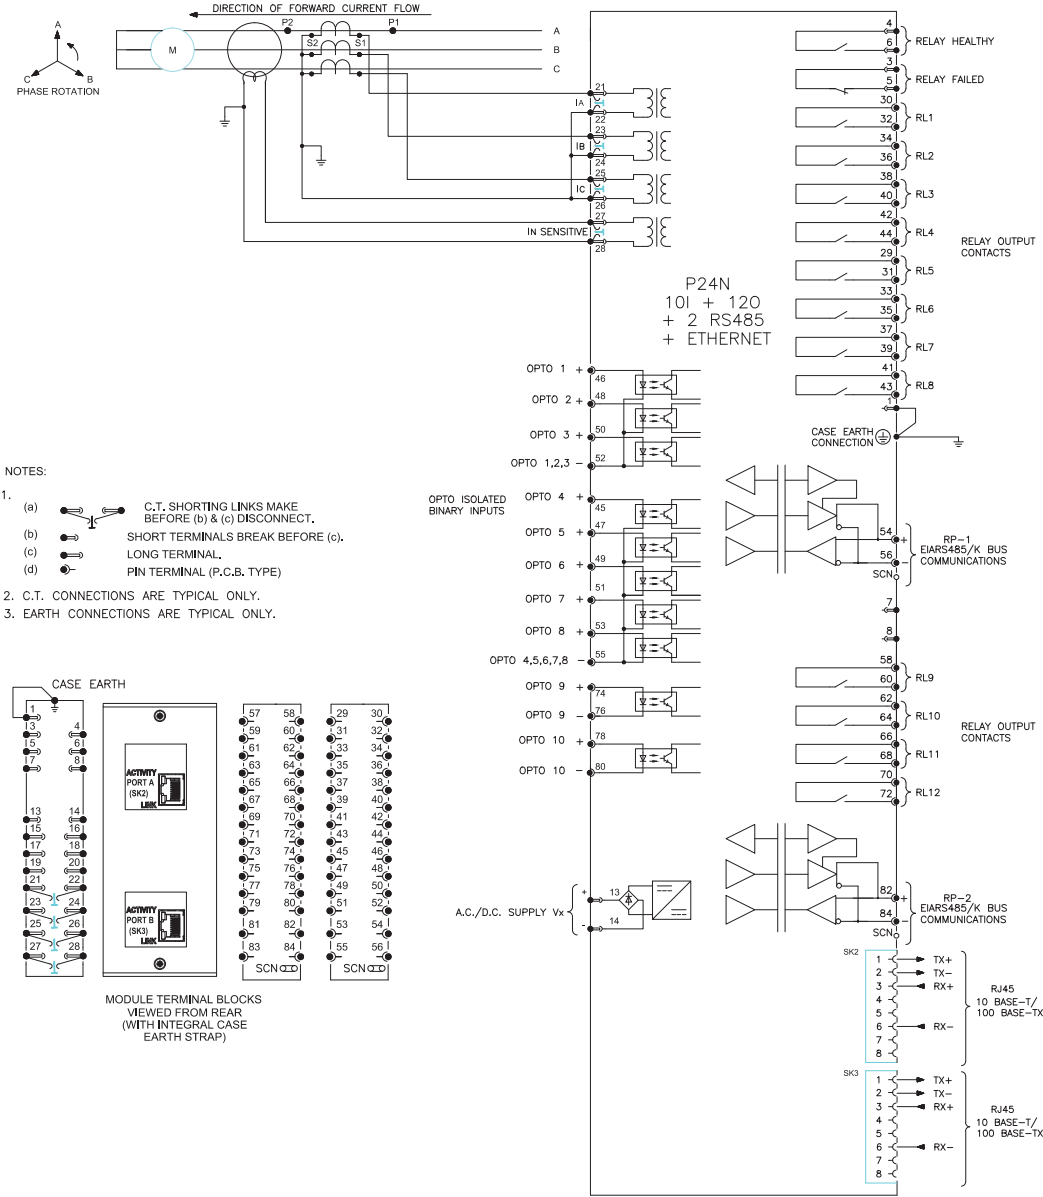 DIRECTION OF FORWARD CURRENT FLOW
A
C
B
PHASE ROTATION
M
P2
P1
S2
S1
A
B
C
21
IA
22
23
IB
24
25
IC
26
27
IN SENSITIVE
28
P24N
10I + 12O
+ 2 RS485
+ ETHERNET
4
6
RELAY HEALTHY
3
5
RELAY FAILED
30
32
RL1
34
36
RL2
38
40
RL3
42
44
RL4
29
31
RL5
33
35
RL6
37
39
RL7
41
43
RL8
RELAY OUTPUT
CONTACTS
1
CASE EARTH
CONNECTION
OPTO 1 +
46
OPTO 2 +
48
OPTO 3 +
50
OPTO 1,2,3 −
52
OPTO ISOLATED
BINARY INPUTS
OPTO 4 +
45
OPTO 5 +
47
OPTO 6 +
49
OPTO 7 +
51
OPTO 8 +
53
OPTO 4,5,6,7,8 −
55
OPTO 9 +
74
OPTO 9 −
76
OPTO 10 +
78
OPTO 10 −
80
54
+
56
−
SCN
RP−1
EIARS485/K BUS
COMMUNICATIONS
7
8
58
60
RL9
62
64
RL10
66
68
RL11
70
72
RL12
RELAY OUTPUT
CONTACTS
82
+
84
−
SCN
RP−2
EIARS485/K BUS
COMMUNICATIONS
A.C./D.C. SUPPLY Vx
+
13
-
14
SK2
1 TX+
2 TX−
3 RX+
4
5
6 RX−
7
8
RJ45
10 BASE−T/
100 BASE−TX
SK3
1 TX+
2 TX−
3 RX+
4
5
6 RX−
7
8
RJ45
10 BASE−T/
100 BASE−TX
NOTES:
1.
(a) C.T. SHORTING LINKS MAKE
BEFORE (b) & (c) DISCONNECT.
(b) SHORT TERMINALS BREAK BEFORE (c).
(c) LONG TERMINAL.
(d) PIN TERMINAL (P.C.B. TYPE)
2. C.T. CONNECTIONS ARE TYPICAL ONLY.
3. EARTH CONNECTIONS ARE TYPICAL ONLY.
CASE EARTH
1
3 4
5 6
7 8
13 14
15 16
17 18
19 20
21 22
23 24
25 26
27 28
ACTIVITY
PORT A
(SK2)
LINK
ACTIVITY
PORT B
(SK3)
LINK
57 58
59 60
61 62
63 64
65 66
67 68
69 70
71 72
73 74
75 76
77 78
79 80
81 82
83 84
SCN
29 30
31 32
33 34
35 36
37 38
39 40
41 42
43 44
45 46
47 48
49 50
51 52
53 54
55 56
SCN
MODULE TERMINAL BLOCKS
VIEWED FROM REAR
(WITH INTEGRAL CASE
EARTH STRAP)